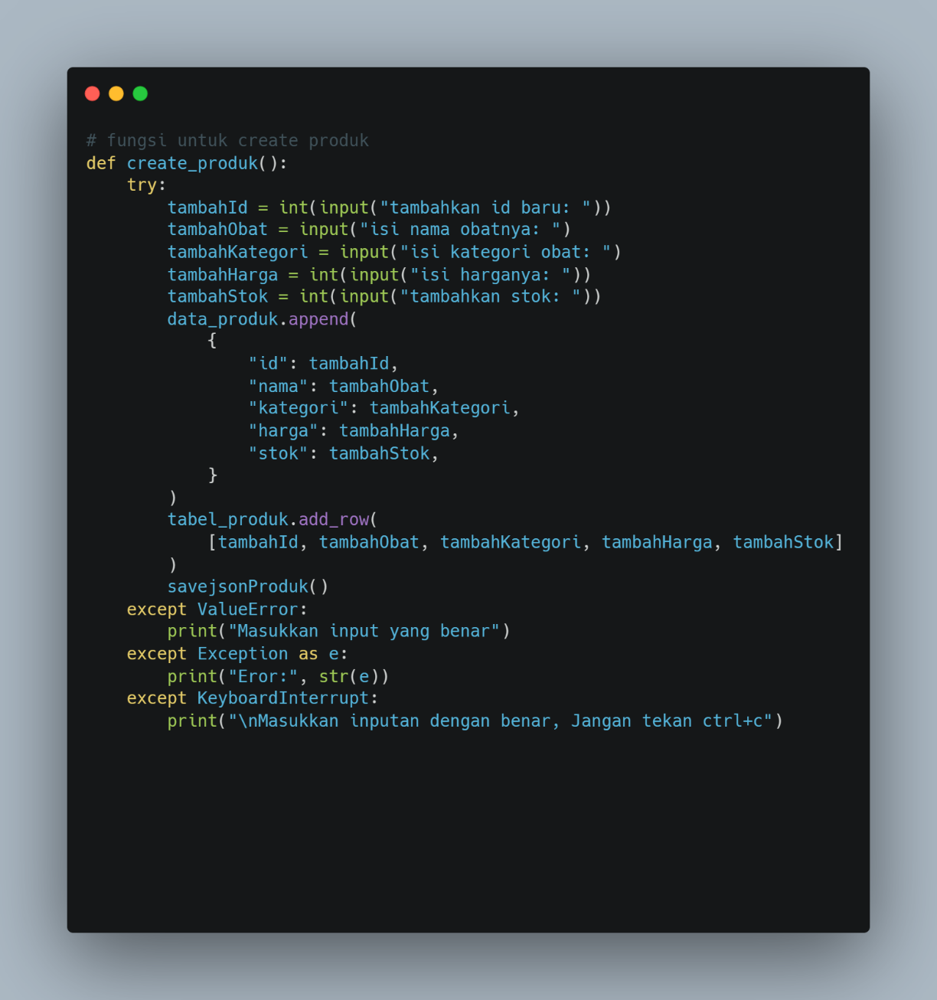 # fungsi untuk create produk
def create_produk():
    try:
        tambahId = int(input("tambahkan id baru: "))
        tambahObat = input("isi nama obatnya: ")
        tambahKategori = input("isi kategori obat: ")
        tambahHarga = int(input("isi harganya: "))
        tambahStok = int(input("tambahkan stok: "))
        data_produk.append(
            {
                "id": tambahId,
                "nama": tambahObat,
                "kategori": tambahKategori,
                "harga": tambahHarga,
                "stok": tambahStok,
            }
        )
        tabel_produk.add_row(
            [tambahId, tambahObat, tambahKategori, tambahHarga, tambahStok]
        )
        savejsonProduk()
    except ValueError:
        print("Masukkan input yang benar")
    except Exception as e:
        print("Eror:", str(e))
    except KeyboardInterrupt:
        print("\nMasukkan inputan dengan benar, Jangan tekan ctrl+c")